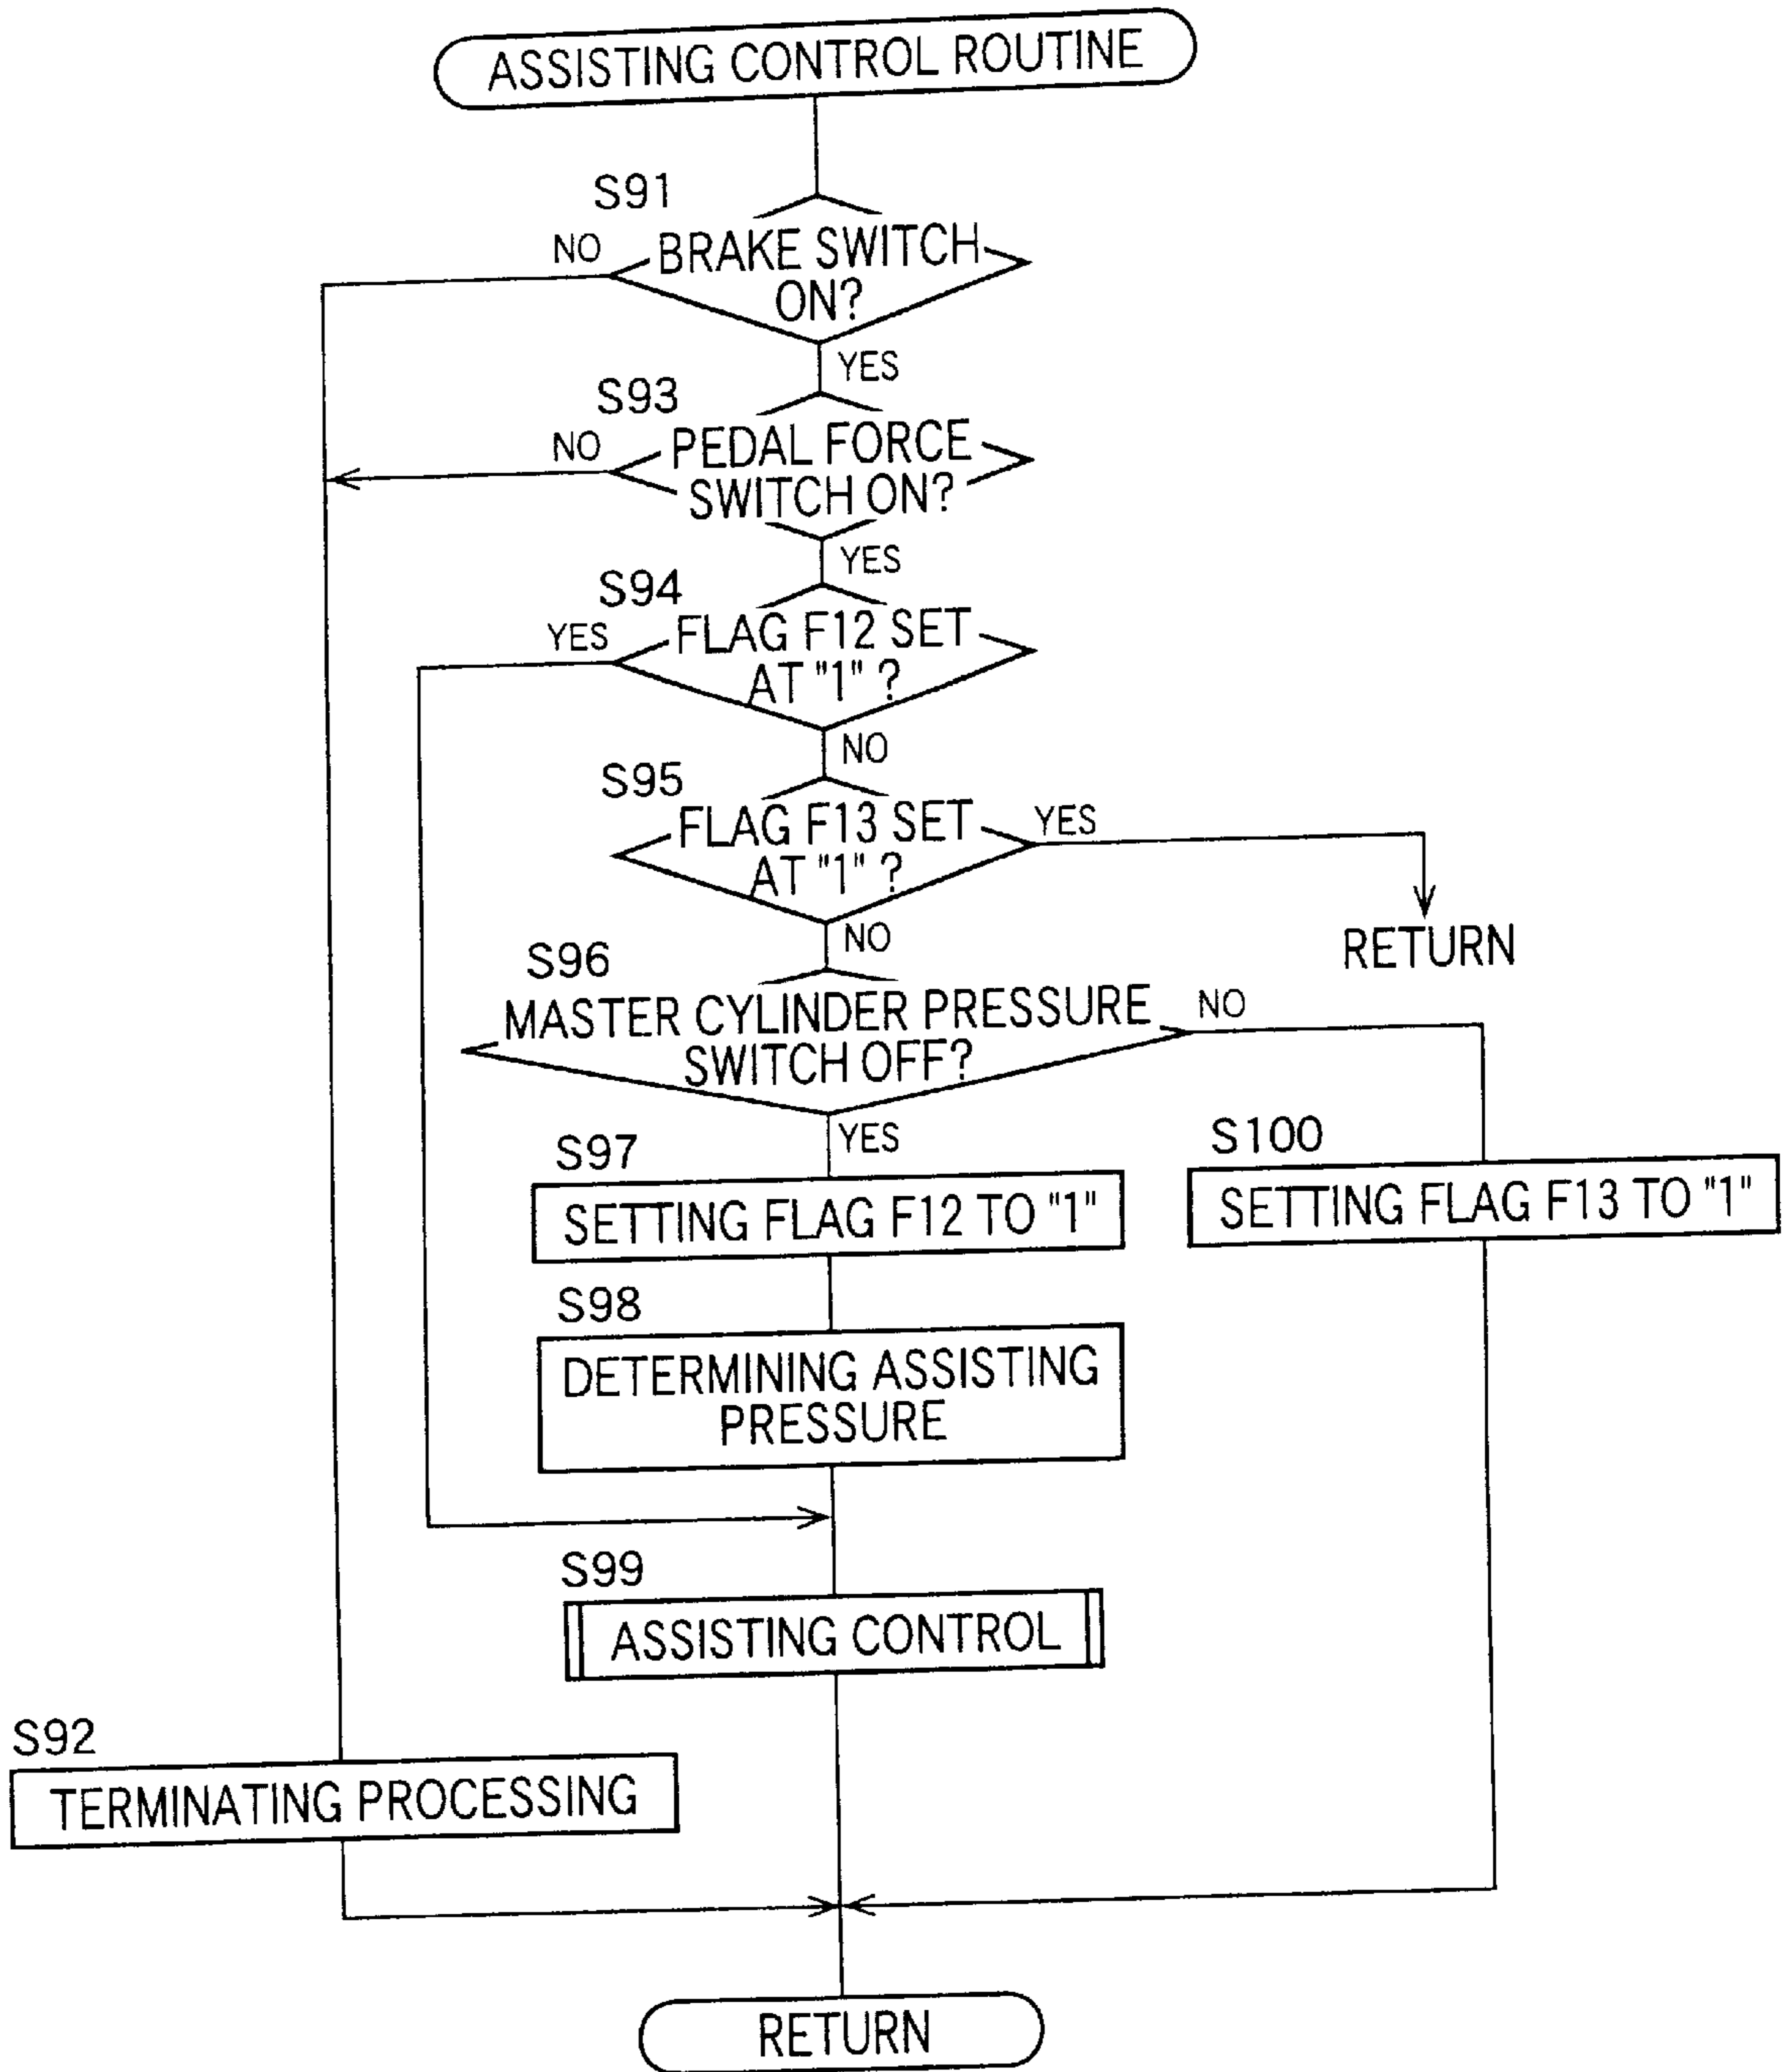 ASSISTING CONTROL ROUTINE
S91
NO
BRAKE SWITCH
ON?
YES
S93
NO
PEDAL FORCE
SWITCH ON?
YES
S94
YES
FLAG F12 SET
AT "1" ?
NO
S95
FLAG F13 SET
AT "1" ?
YES
NO
RETURN
S96
MASTER CYLINDER PRESSURE
SWITCH OFF?
NO
YES
S97
SETTING FLAG F12 TO "1"
S100
SETTING FLAG F13 TO "1"
S98
DETERMINING ASSISTING
PRESSURE
S99
ASSISTING CONTROL
S92
TERMINATING PROCESSING
RETURN